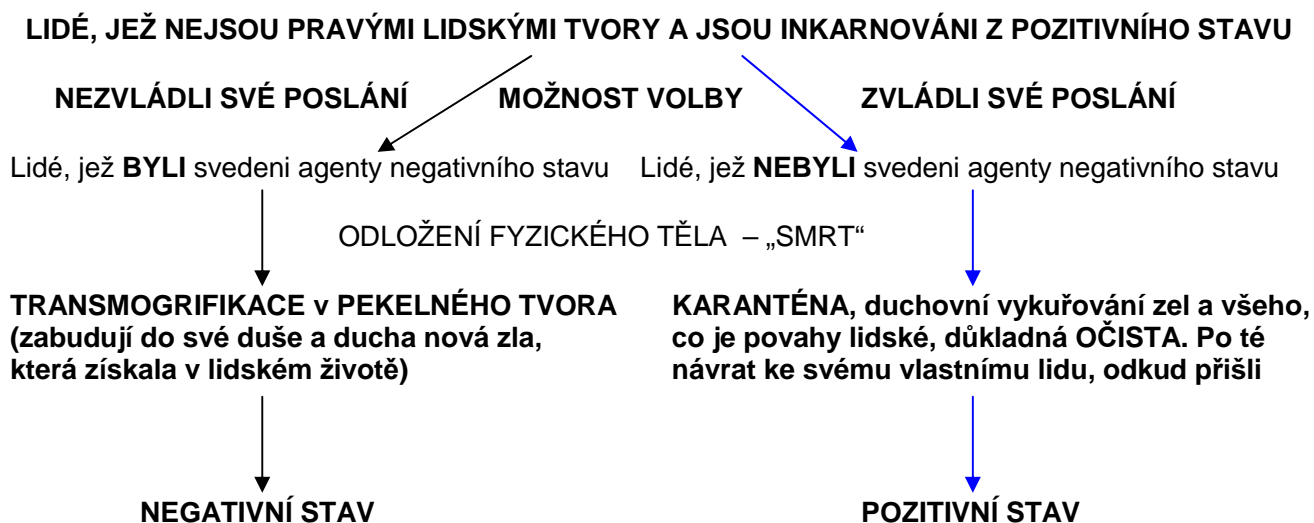 LIDÉ, JEŽ NEJSOU PRAVÝMI LIDSKÝMI TVORY A JSOU INKARNOVÁNI Z POZITIVNÍHO STAVU
NEZVLÁDLI SVÉ POSLÁNÍ MOŽNOST VOLBY ZVLÁDLI SVÉ POSLÁNÍ
Lidé, jež BYLI svedeni agenty negativního stavu Lidé, jež NEBYLI svedeni agenty negativního stavu
ODLOŽENÍ FYZICKÉHO TĚLA – „SMRT“
TRANSMOGRIFIKACE v PEKELNÉHO TVORA
(zabudují do své duše a ducha nová zla,
která získala v lidském životě)
KARANTÉNA, duchovní vykuřování zel a všeho,
co je povahy lidské, důkladná OČISTA. Po té
návrat ke svému vlastnímu lidu, odkud přišli
NEGATIVNÍ STAV POZITIVNÍ STAV